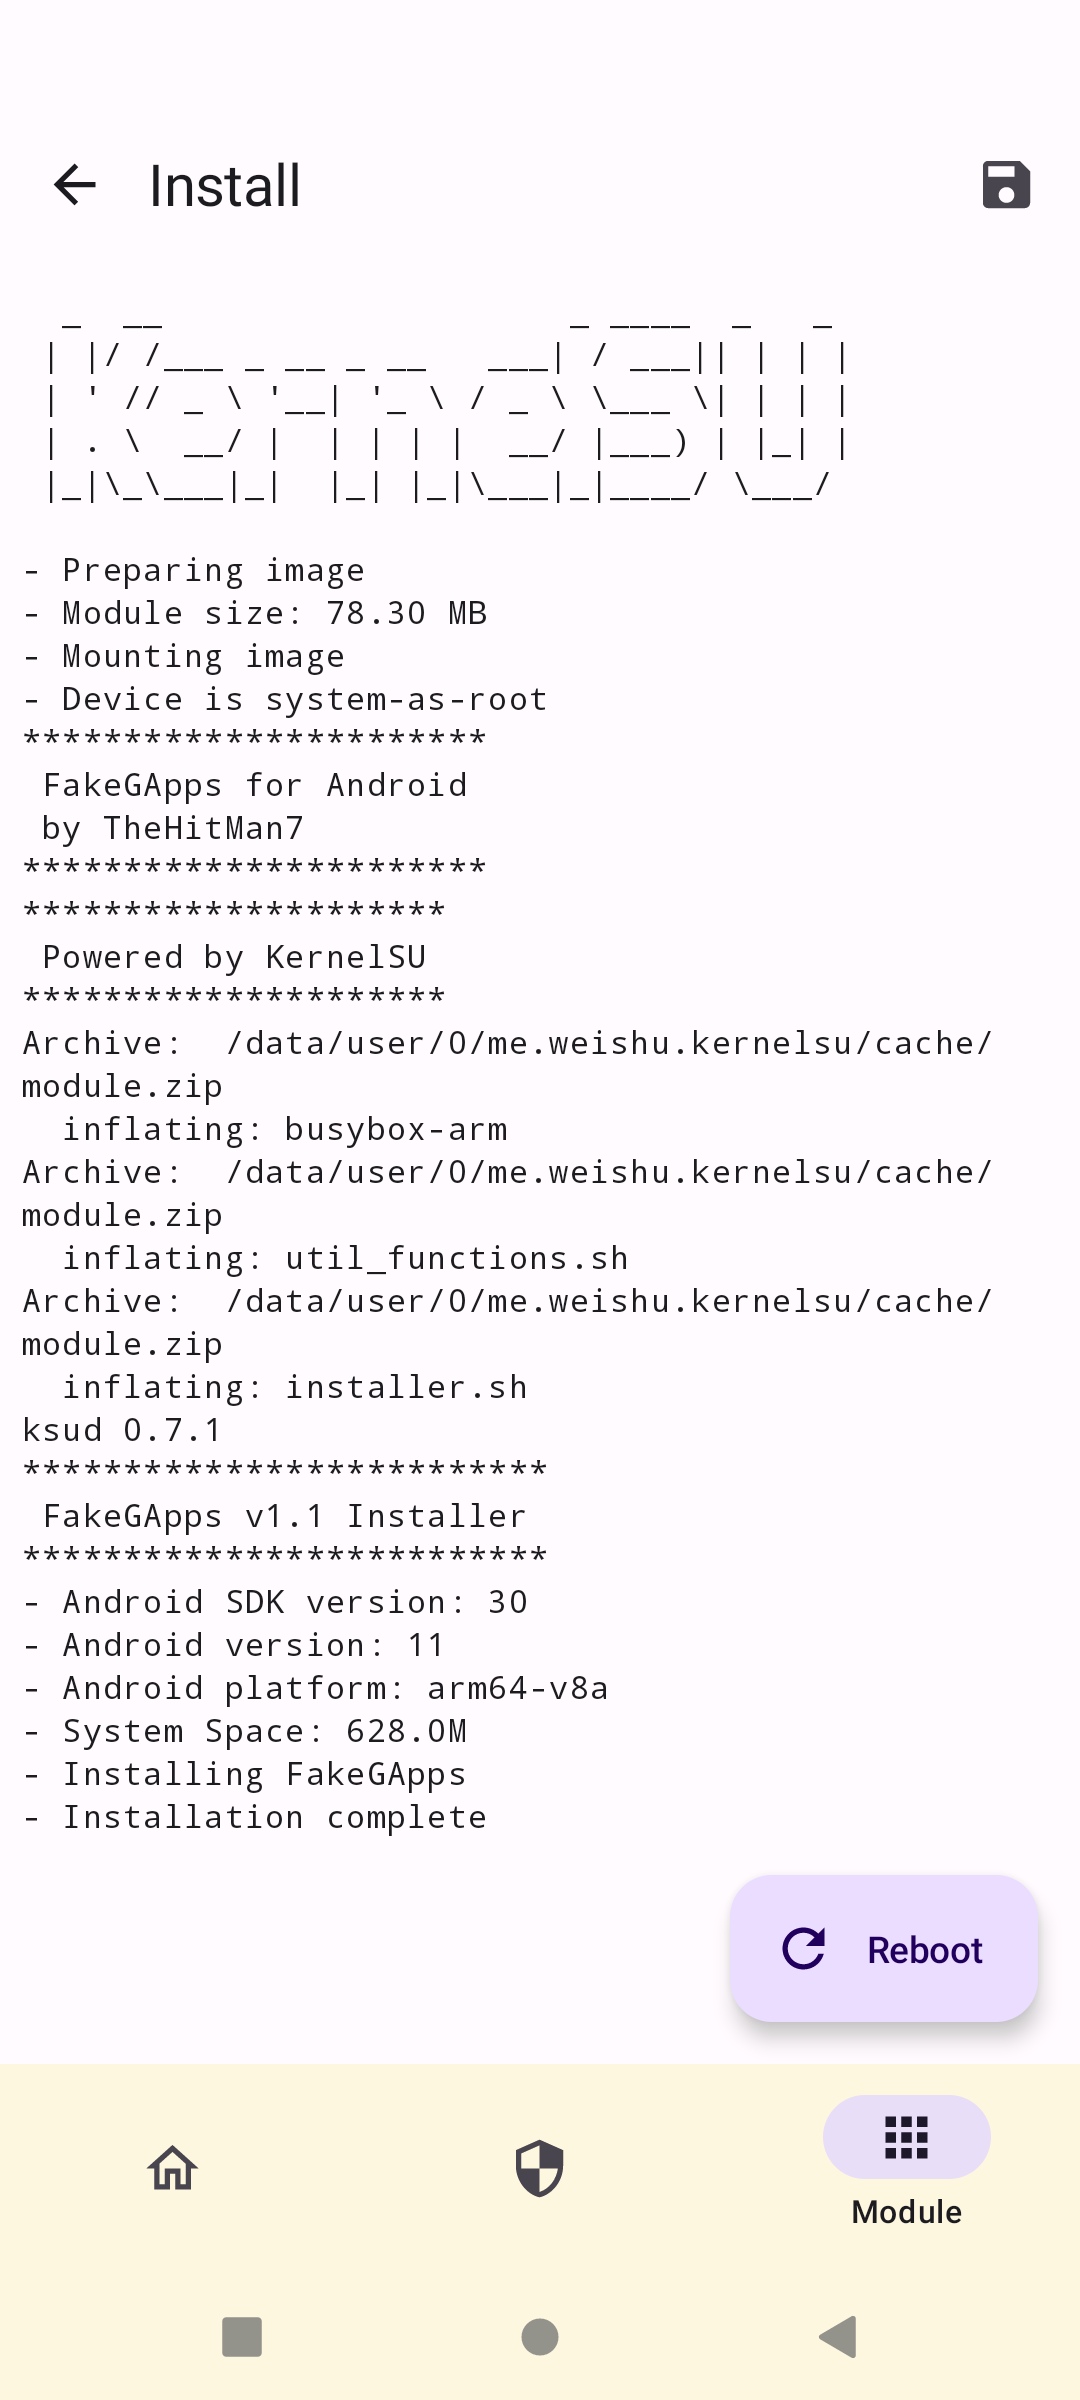 Install
  _  __                    _ ____  _   _
 | |/ /___ _ __ _ __   ___| / ___|| | | |
 | ' // _ \ '__| '_ \ / _ \ \___ \| | | |
 | . \  __/ |  | | | |  __/ |___) | |_| |
 |_|\_\___|_|  |_| |_|\___|_|____/ \___/
- Preparing image
- Module size: 78.30 MB
- Mounting image
- Device is system-as-root
***********************
 FakeGApps for Android
 by TheHitMan7
***********************
*********************
 Powered by KernelSU
*********************
Archive:  /data/user/0/me.weishu.kernelsu/cache/
module.zip
  inflating: busybox-arm
Archive:  /data/user/0/me.weishu.kernelsu/cache/
module.zip
  inflating: util_functions.sh
Archive:  /data/user/0/me.weishu.kernelsu/cache/
module.zip
  inflating: installer.sh
ksud 0.7.1
**************************
 FakeGApps v1.1 Installer
**************************
- Android SDK version: 30
- Android version: 11
- Android platform: arm64-v8a
- System Space: 628.0M
- Installing FakeGApps
- Installation complete
Reboot
Module